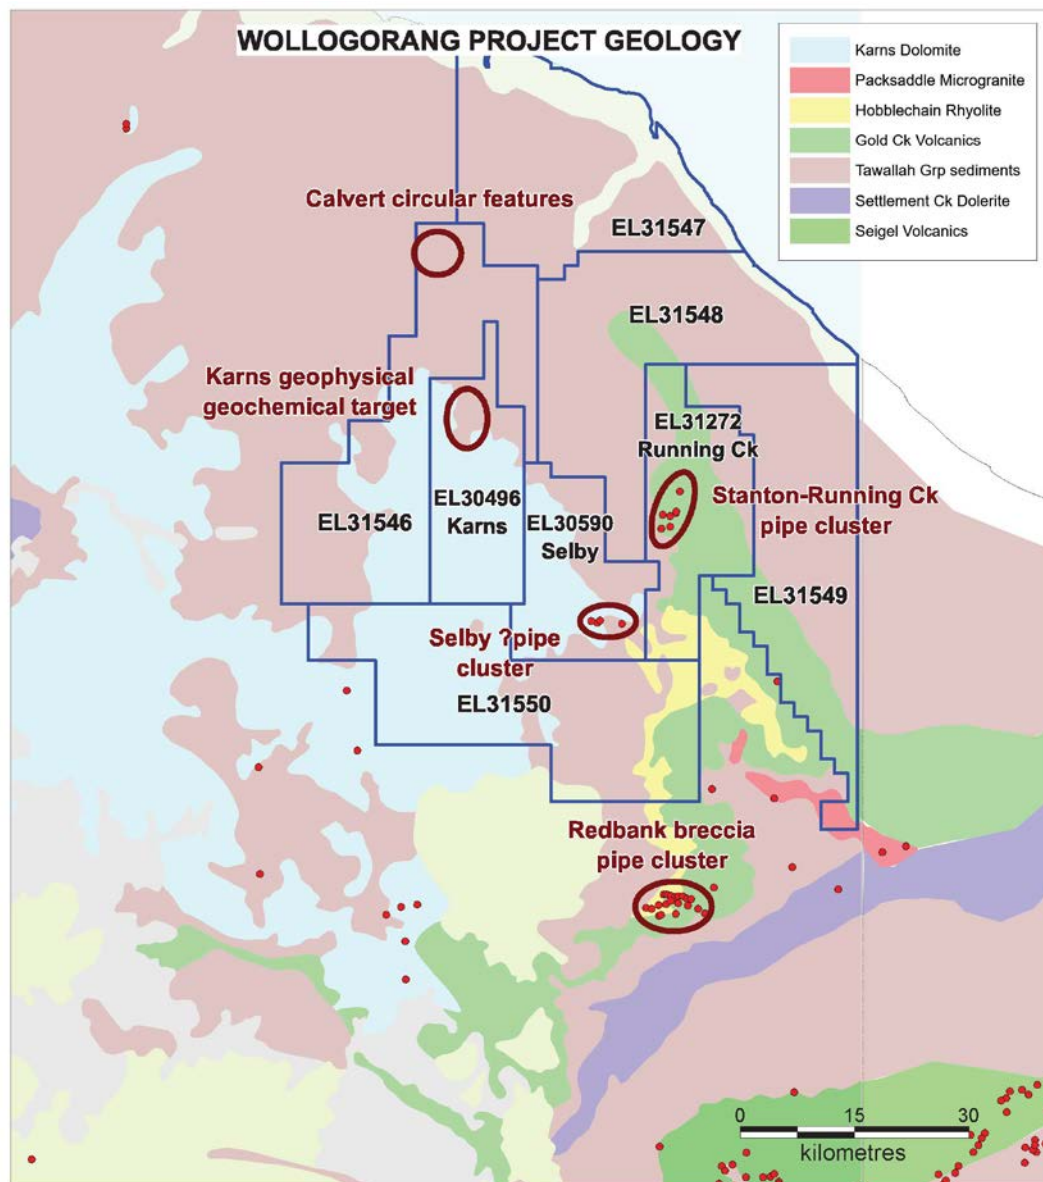 WOLLOGORANG PROJECT GEOLOGY
Karns Dolomite
Packsaddle Microgranite
Hobblechain Rhyolite
Gold Ck Volcanics
Tawallah Grp sediments
Settlement Ck Dolerite
Seigel Volcanics
Calvert circular features
EL31547
EL31548
Karns geophysical
geochemical target
EL31272
Running Ck
EL30496
Karns
Stanton-Running Ck
pipe cluster
EL31546
EL30590
Selby
EL31549
Selby ?pipe
cluster
EL31550
Redbank breccia
pipe cluster
0 15 30
kilometres